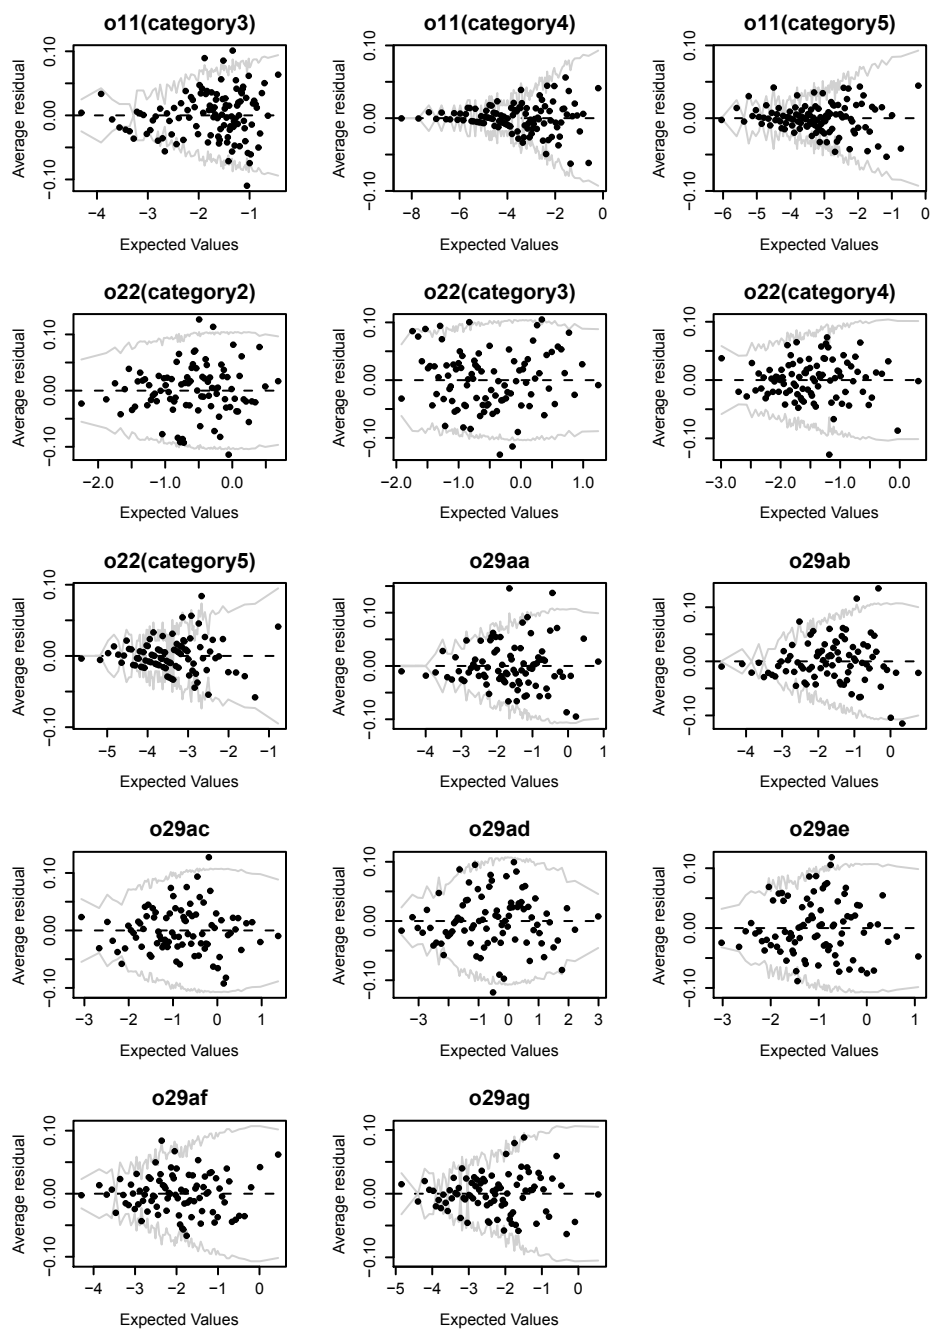 o11(category3)
Average residual
−0.10 0.00 0.10
−4 −3 −2 −1
Expected Values
o11(category4)
Average residual
−0.10 0.00 0.10
−8 −6 −4 −2 0
Expected Values
o11(category5)
Average residual
−0.10 0.00 0.10
−6 −5 −4 −3 −2 −1 0
Expected Values
o22(category2)
Average residual
−0.10 0.00 0.10
−2.0 −1.0 0.0
Expected Values
o22(category3)
Average residual
−0.10 0.00 0.10
−2.0 −1.0 0.0 1.0
Expected Values
o22(category4)
Average residual
−0.10 0.00 0.10
−3.0 −2.0 −1.0 0.0
Expected Values
o22(category5)
Average residual
−0.10 0.00 0.10
−5 −4 −3 −2 −1
Expected Values
o29aa
Average residual
−0.10 0.00 0.10
−4 −3 −2 −1 0 1
Expected Values
o29ab
Average residual
−0.10 0.00 0.10
−4 −3 −2 −1 0
Expected Values
o29ac
Average residual
−0.10 0.00 0.10
−3 −2 −1 0 1
Expected Values
o29ad
Average residual
−0.10 0.00 0.10
−3 −1 0 1 2 3
Expected Values
o29ae
Average residual
−0.10 0.00 0.10
−3 −2 −1 0 1
Expected Values
o29af
Average residual
−0.10 0.00 0.10
−4 −3 −2 −1 0
Expected Values
o29ag
Average residual
−0.10 0.00 0.10
−5 −4 −3 −2 −1 0
Expected Values